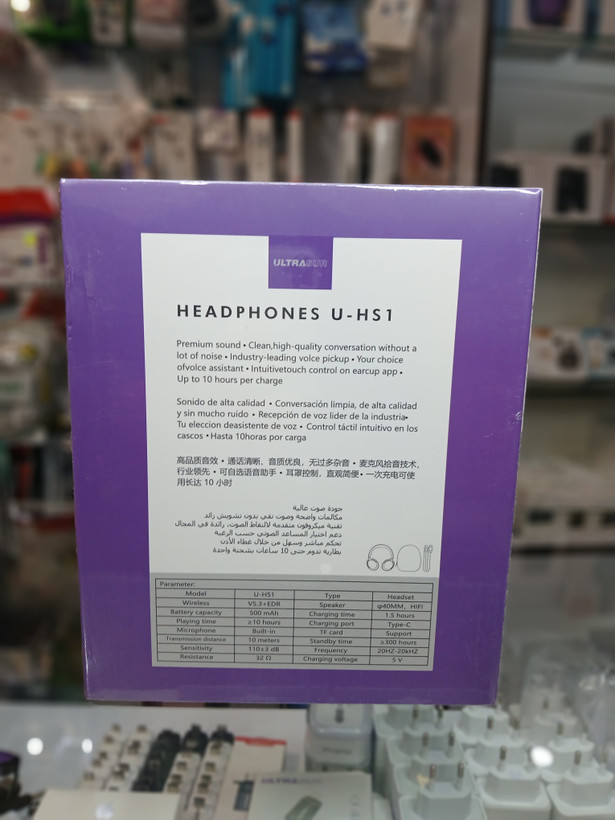 ULTRASUR
HEADPHONES U-HS1
Premium sound • Clean,high-quality conversation without a
lot of noise • Industry-leading volce pickup • Your choice
ofvolce assistant • Intuitivetouch control on earcup app •
Up to 10 hours per charge
Sonido de alta calidad • Conversación limpia, de alta calidad
y sin mucho ruido • Recepción de voz lider de la industria•
Tu eleccion deasistente de voz • Control táctil intuitivo en los
cascos • Hasta 10horas por carga
高品质音效 • 通话清晰、音质优良，无过多杂音 • 麦克风拾音技术，
行业领先 • 可自选语音助手 • 耳罩控制，直观简便• 一次充电可使
用长达 10 小时
جودة صوت عالية
مكالمات واضحة وصوت نقي بدون تشويش زائد
تقنية ميكروفون متقدمة لالتقاط الصوت، رائدة في المجال
دعم اختيار المساعد الصوتي حسب الرغبة
تحكم مباشر وسهل من خلال غطاء الأذن
بطارية تدوم حتى 10 ساعات بشحنة واحدة
Parameter:
Model U-HS1 Type Headset
Wireless V5.3+EDR Speaker φ40MM, HIFI
Battery capacity 500 mAh Charging time 1.5 hours
Playing time ≥10 hours Charging port Type-C
Microphone Built-in TF card Support
Transmission distance 10 meters Standby time ≥300 hours
Sensitivity 110±3 dB Frequency 20HZ-20kHZ
Resistance 32 Ω Charging voltage 5 V
ULTRASUR